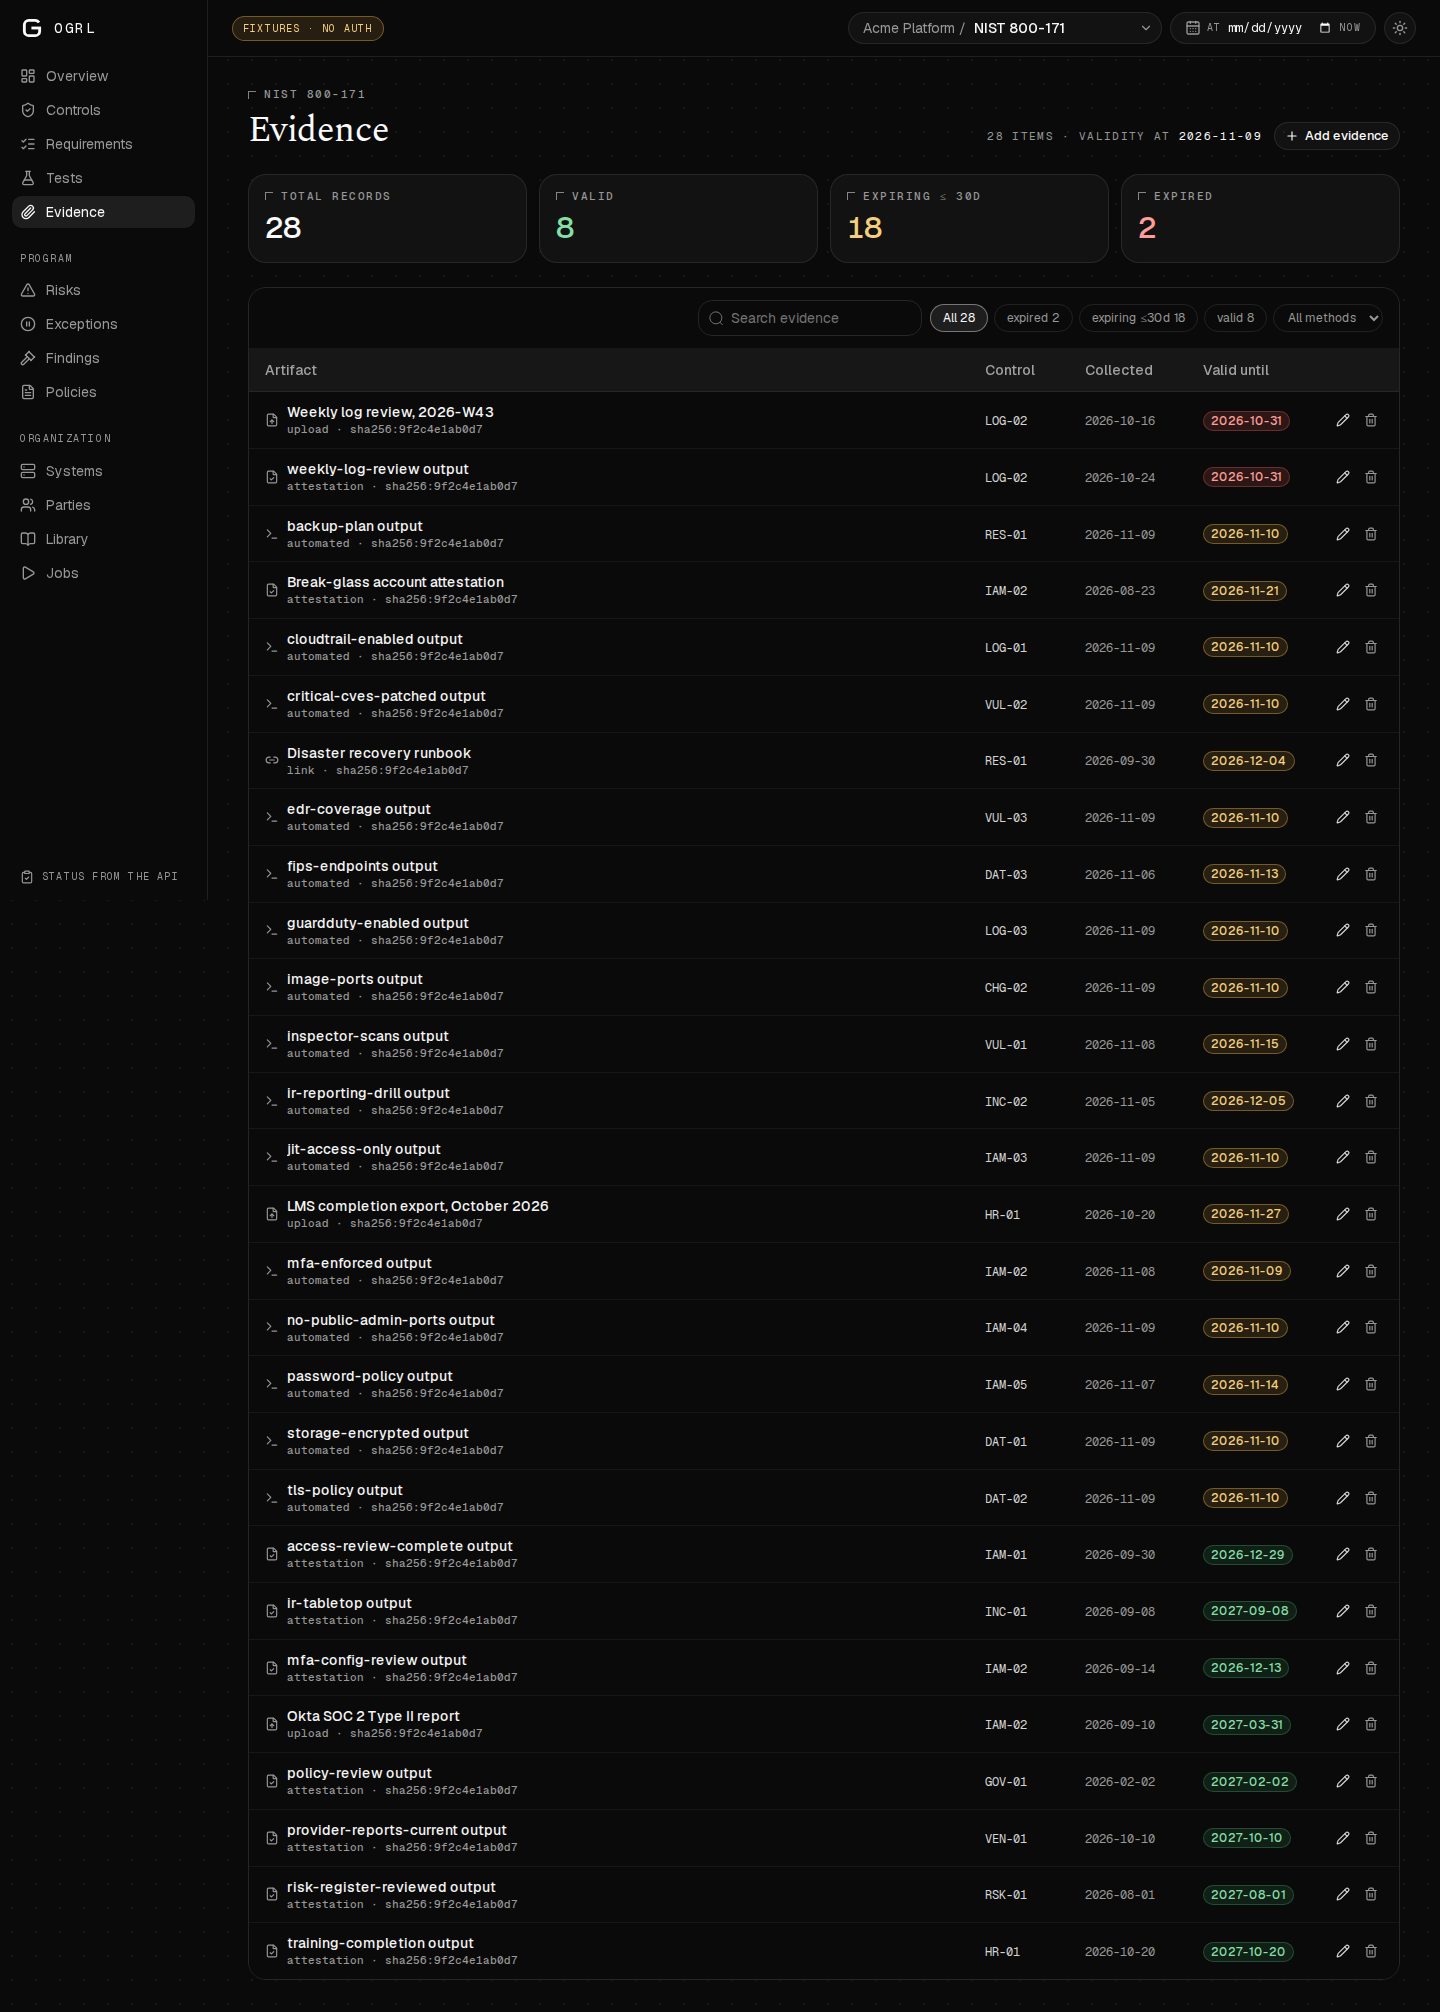 OGRL
FIXTURES · NO AUTH
Acme Platform / NIST 800-171
AT mm/dd/yyyy NOW
Overview
Controls
Requirements
Tests
Evidence
PROGRAM
Risks
Exceptions
Findings
Policies
ORGANIZATION
Systems
Parties
Library
Jobs
STATUS FROM THE API
NIST 800-171
Evidence
28 ITEMS · VALIDITY AT 2026-11-09
Add evidence
TOTAL RECORDS
28
VALID
8
EXPIRING ≤ 30D
18
EXPIRED
2
Search evidence
All 28
expired 2
expiring ≤30d 18
valid 8
All methods
Artifact Control Collected Valid until
Weekly log review, 2026-W43
upload · sha256:9f2c4e1ab0d7
LOG-02 2026-10-16 2026-10-31
weekly-log-review output
attestation · sha256:9f2c4e1ab0d7
LOG-02 2026-10-24 2026-10-31
backup-plan output
automated · sha256:9f2c4e1ab0d7
RES-01 2026-11-09 2026-11-10
Break-glass account attestation
attestation · sha256:9f2c4e1ab0d7
IAM-02 2026-08-23 2026-11-21
cloudtrail-enabled output
automated · sha256:9f2c4e1ab0d7
LOG-01 2026-11-09 2026-11-10
critical-cves-patched output
automated · sha256:9f2c4e1ab0d7
VUL-02 2026-11-09 2026-11-10
Disaster recovery runbook
link · sha256:9f2c4e1ab0d7
RES-01 2026-09-30 2026-12-04
edr-coverage output
automated · sha256:9f2c4e1ab0d7
VUL-03 2026-11-09 2026-11-10
fips-endpoints output
automated · sha256:9f2c4e1ab0d7
DAT-03 2026-11-06 2026-11-13
guardduty-enabled output
automated · sha256:9f2c4e1ab0d7
LOG-03 2026-11-09 2026-11-10
image-ports output
automated · sha256:9f2c4e1ab0d7
CHG-02 2026-11-09 2026-11-10
inspector-scans output
automated · sha256:9f2c4e1ab0d7
VUL-01 2026-11-08 2026-11-15
ir-reporting-drill output
automated · sha256:9f2c4e1ab0d7
INC-02 2026-11-05 2026-12-05
jit-access-only output
automated · sha256:9f2c4e1ab0d7
IAM-03 2026-11-09 2026-11-10
LMS completion export, October 2026
upload · sha256:9f2c4e1ab0d7
HR-01 2026-10-20 2026-11-27
mfa-enforced output
automated · sha256:9f2c4e1ab0d7
IAM-02 2026-11-08 2026-11-09
no-public-admin-ports output
automated · sha256:9f2c4e1ab0d7
IAM-04 2026-11-09 2026-11-10
password-policy output
automated · sha256:9f2c4e1ab0d7
IAM-05 2026-11-07 2026-11-14
storage-encrypted output
automated · sha256:9f2c4e1ab0d7
DAT-01 2026-11-09 2026-11-10
tls-policy output
automated · sha256:9f2c4e1ab0d7
DAT-02 2026-11-09 2026-11-10
access-review-complete output
attestation · sha256:9f2c4e1ab0d7
IAM-01 2026-09-30 2026-12-29
ir-tabletop output
attestation · sha256:9f2c4e1ab0d7
INC-01 2026-09-08 2027-09-08
mfa-config-review output
attestation · sha256:9f2c4e1ab0d7
IAM-02 2026-09-14 2026-12-13
Okta SOC 2 Type II report
upload · sha256:9f2c4e1ab0d7
IAM-02 2026-09-10 2027-03-31
policy-review output
attestation · sha256:9f2c4e1ab0d7
GOV-01 2026-02-02 2027-02-02
provider-reports-current output
attestation · sha256:9f2c4e1ab0d7
VEN-01 2026-10-10 2027-10-10
risk-register-reviewed output
attestation · sha256:9f2c4e1ab0d7
RSK-01 2026-08-01 2027-08-01
training-completion output
attestation · sha256:9f2c4e1ab0d7
HR-01 2026-10-20 2027-10-20